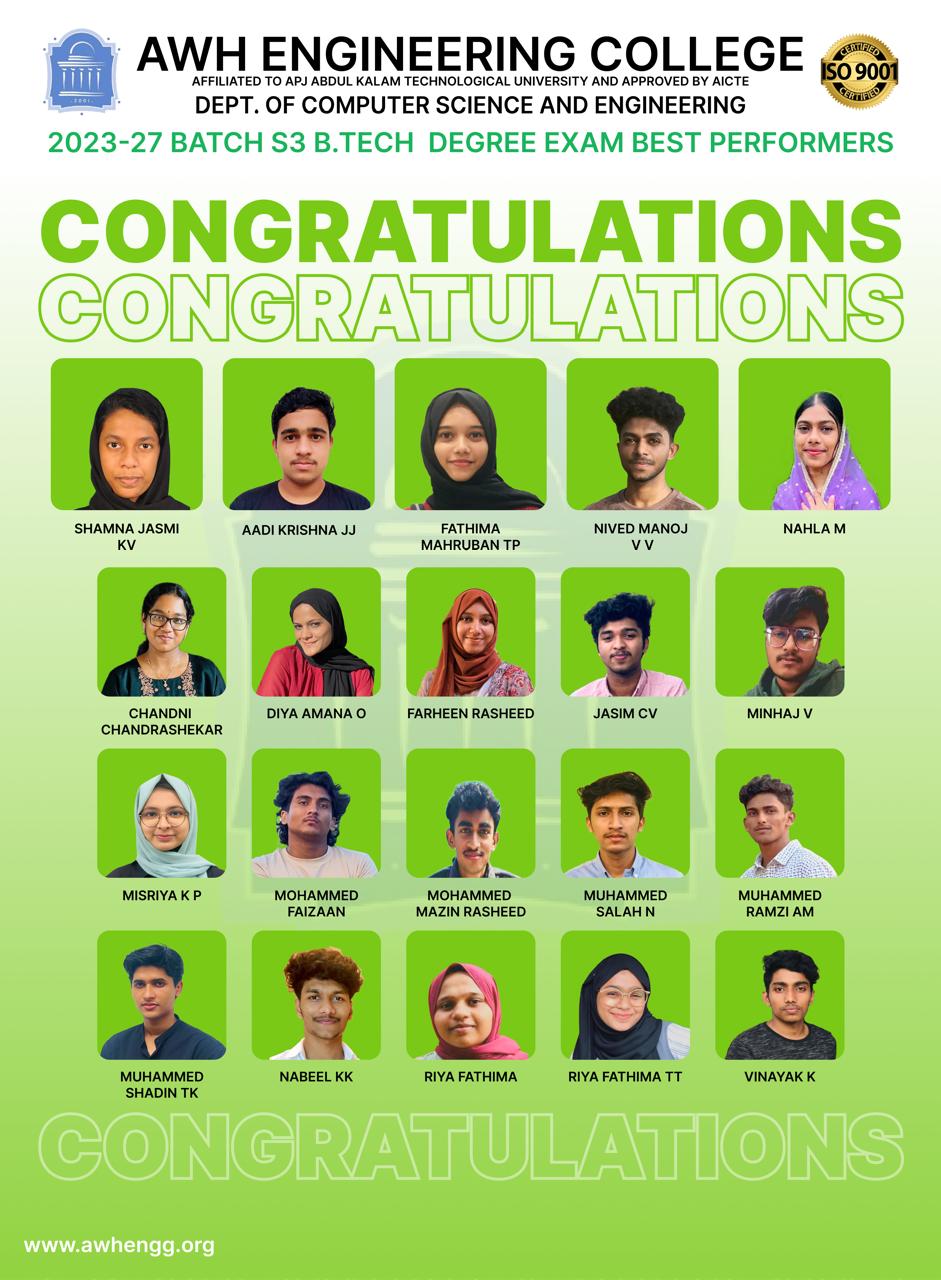 AWH ENGINEERING COLLEGE
AFFILIATED TO APJ ABDUL KALAM TECHNOLOGICAL UNIVERSITY AND APPROVED BY AICTE
DEPT. OF COMPUTER SCIENCE AND ENGINEERING
2001
CERTIFIED
ISO 9001
CERTIFIED
2023-27 BATCH S3 B.TECH DEGREE EXAM BEST PERFORMERS
CONGRATULATIONS
CONGRATULATIONS
SHAMNA JASMI
KV
AADI KRISHNA JJ
FATHIMA
MAHRUBAN TP
NIVED MANOJ
V V
NAHLA M
CHANDNI
CHANDRASHEKAR
DIYA AMANA O
FARHEEN RASHEED
JASIM CV
MINHAJ V
MISRIYA K P
MOHAMMED
FAIZAAN
MOHAMMED
MAZIN RASHEED
MUHAMMED
SALAH N
MUHAMMED
RAMZI AM
MUHAMMED
SHADIN TK
NABEEL KK
RIYA FATHIMA
RIYA FATHIMA TT
VINAYAK K
CONGRATULATIONS
www.awhengg.org